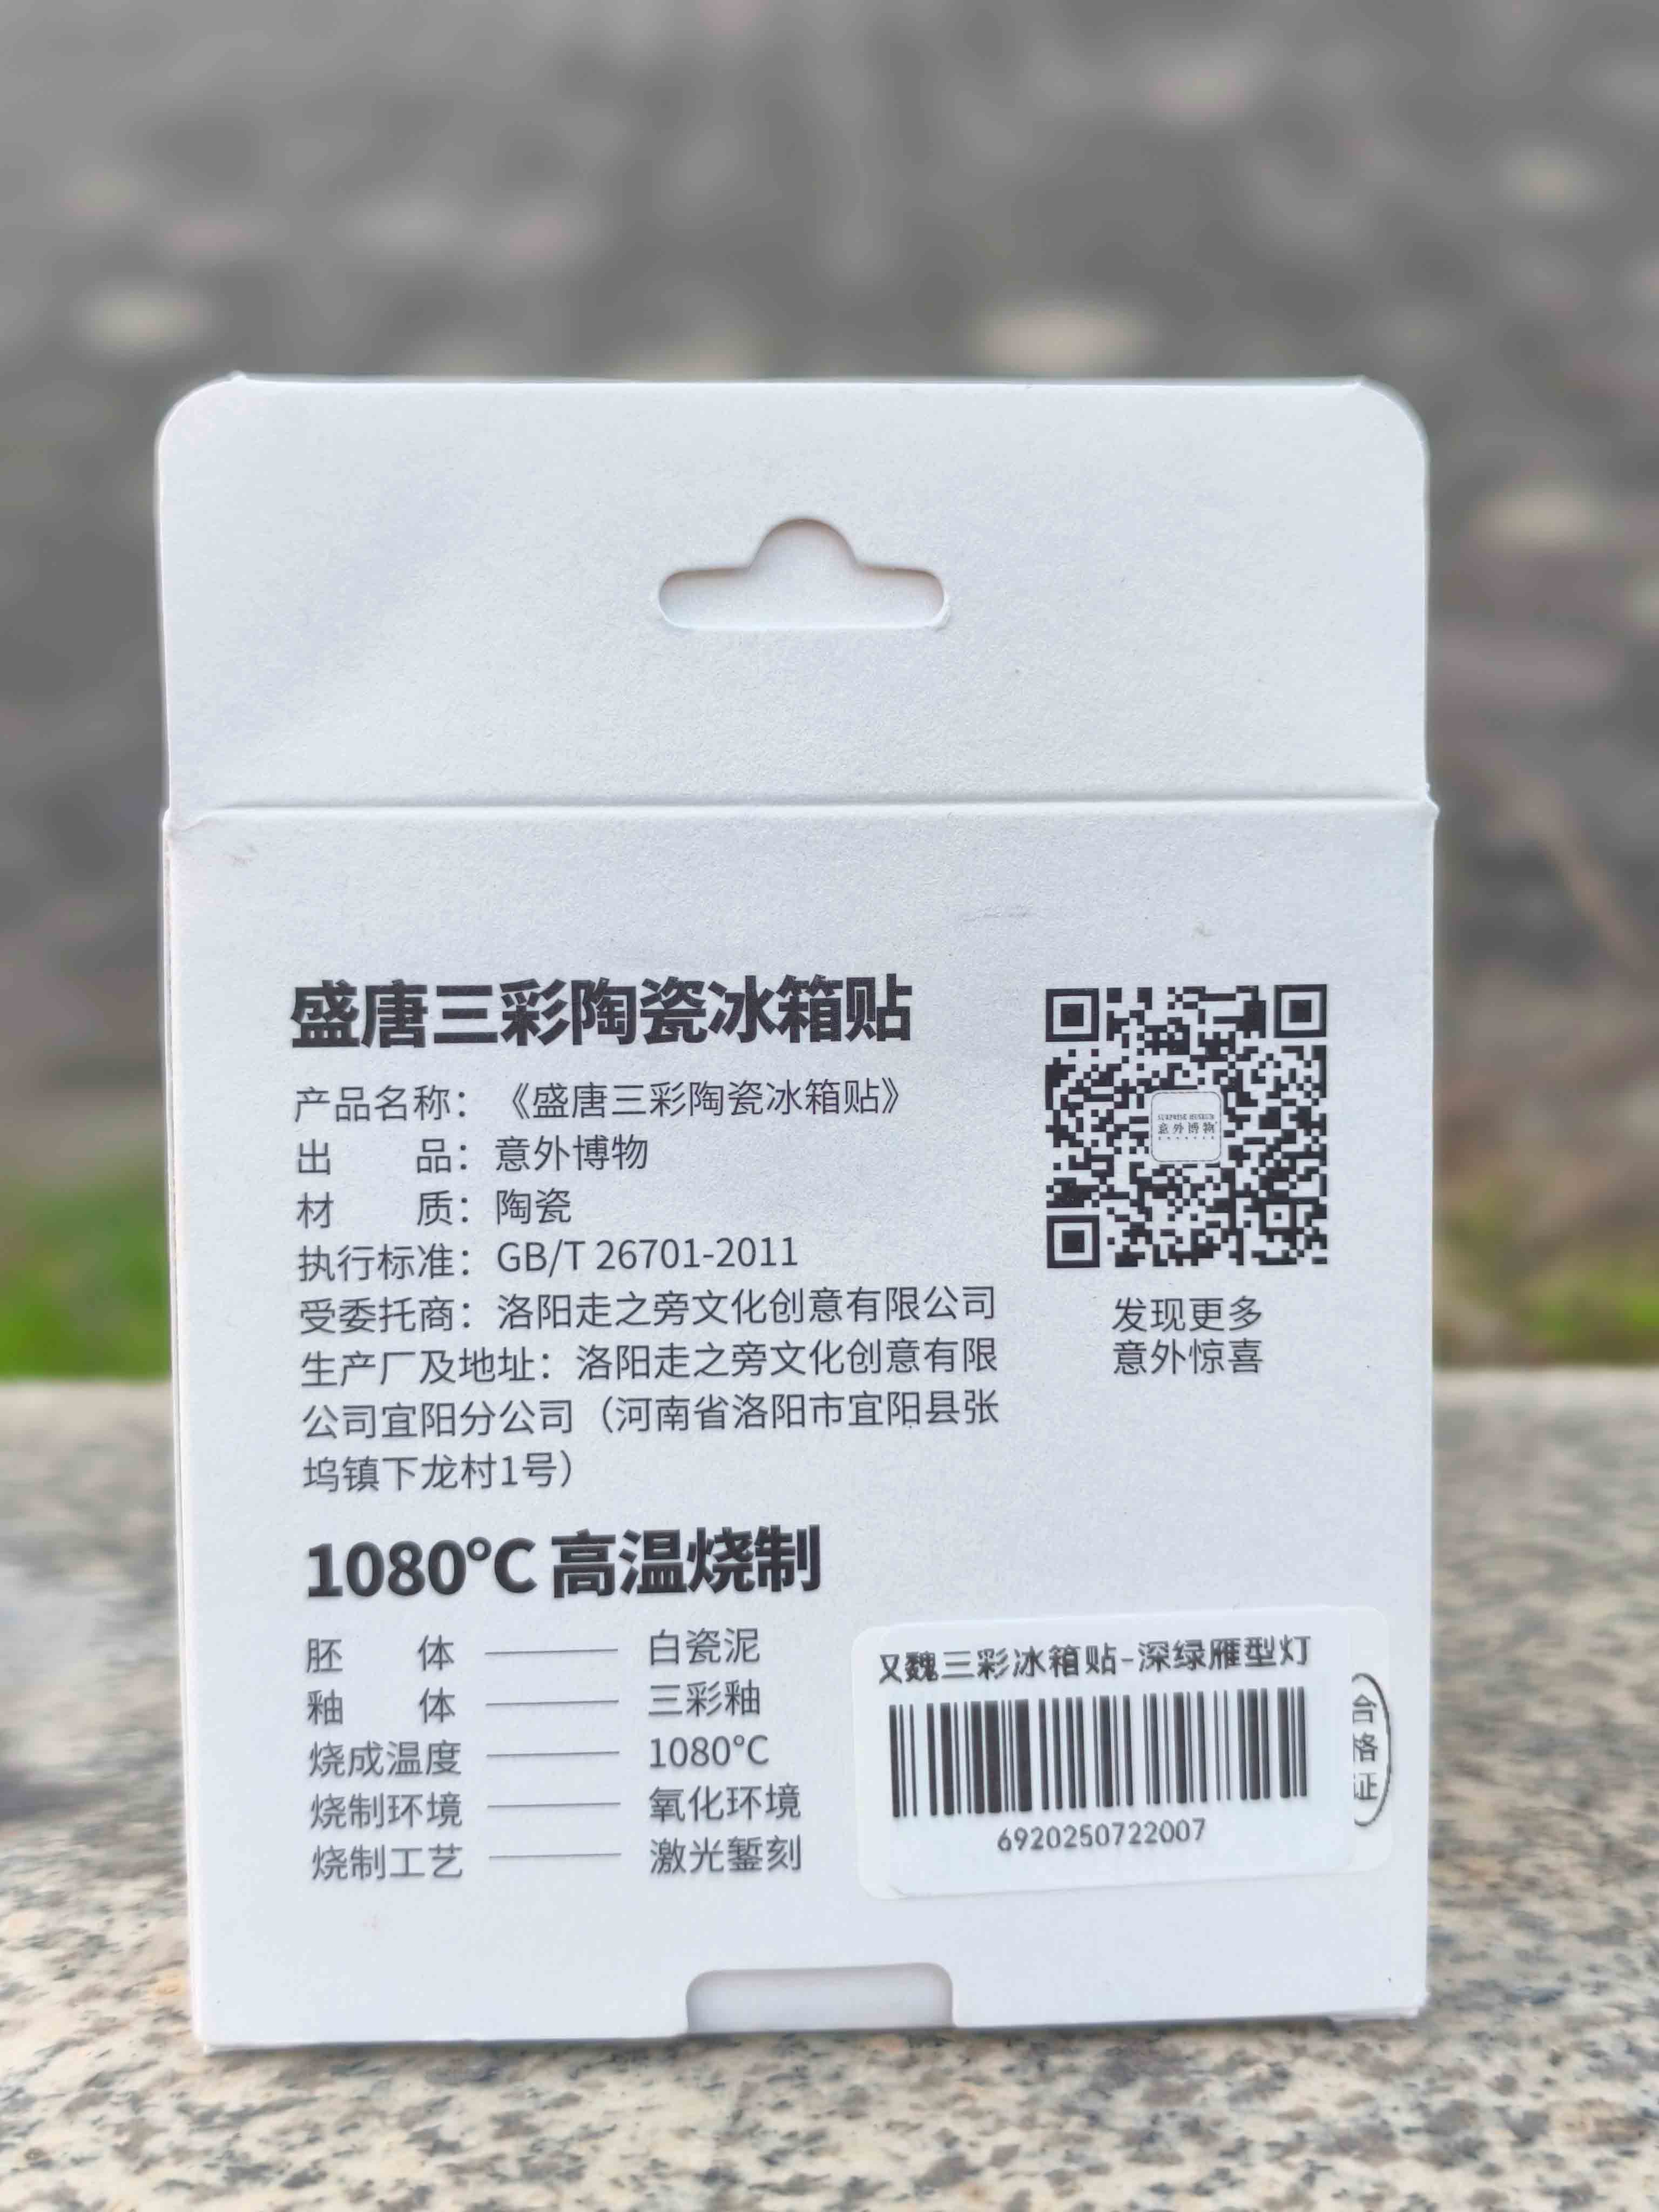 盛唐三彩陶瓷冰箱贴
产品名称：《盛唐三彩陶瓷冰箱贴》
出品：意外博物
材质：陶瓷
执行标准：GB/T 26701-2011
受委托商：洛阳走之旁文化创意有限公司
生产厂及地址：洛阳走之旁文化创意有限
公司宜阳分公司（河南省洛阳市宜阳县张
坞镇下龙村1号）
SURPRISE MUSEUM
意外博物
发现更多
意外惊喜
1080°C 高温烧制
胚体 —— 白瓷泥
釉体 —— 三彩釉
烧成温度 —— 1080°C
烧制环境 —— 氧化环境
烧制工艺 —— 激光錾刻
又魏三彩冰箱贴-深绿雁型灯
6920250722007
合格证